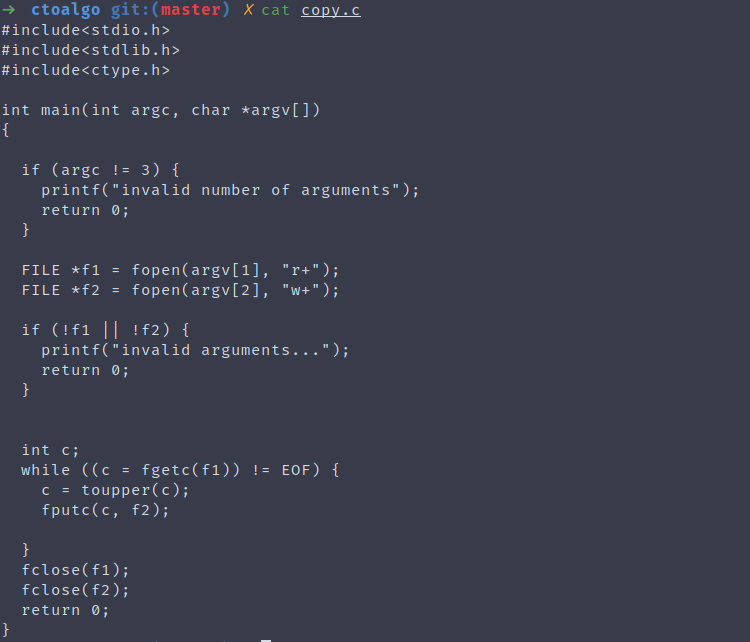 → ctoalgo git:(master) ✗ cat copy.c
#include<stdio.h>
#include<stdlib.h>
#include<ctype.h>

int main(int argc, char *argv[])
{

  if (argc != 3) {
    printf("invalid number of arguments");
    return 0;
  }

  FILE *f1 = fopen(argv[1], "r+");
  FILE *f2 = fopen(argv[2], "w+");

  if (!f1 || !f2) {
    printf("invalid arguments...");
    return 0;
  }


  int c;
  while ((c = fgetc(f1)) != EOF) {
    c = toupper(c);
    fputc(c, f2);

  }
  fclose(f1);
  fclose(f2);
  return 0;
}